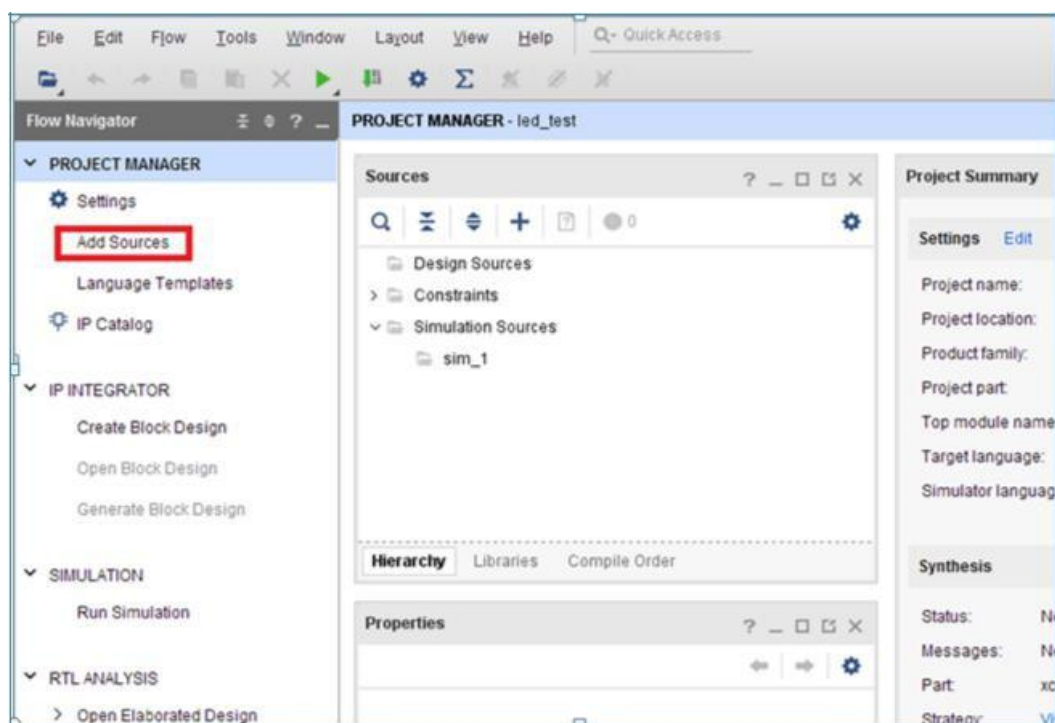 File Edit Flow Tools Window Layout View Help Q- Quick Access
Flow Navigator ? _
PROJECT MANAGER - led_test
PROJECT MANAGER
Settings
Add Sources
Language Templates
IP Catalog
IP INTEGRATOR
Create Block Design
Open Block Design
Generate Block Design
SIMULATION
Run Simulation
RTL ANALYSIS
Open Elaborated Design
Sources
0
Design Sources
Constraints
Simulation Sources
sim_1
Hierarchy Libraries Compile Order
Properties
Project Summary
Settings Edit
Project name:
Project location:
Product family:
Project part:
Top module name
Target language:
Simulator languag
Synthesis
Status: N
Messages: N
Part: xc
Strategy: Vi